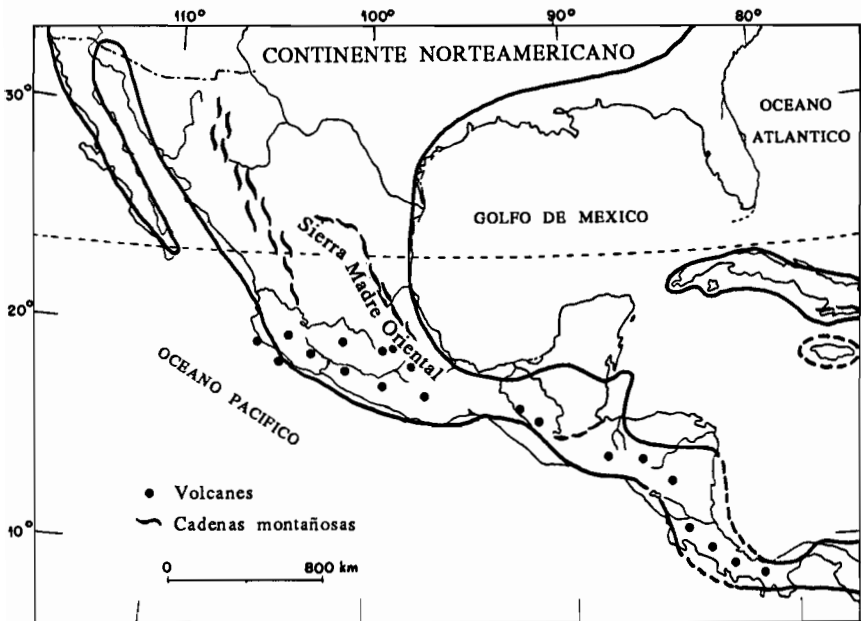 110°
100°
90°
80°
CONTINENTE NORTEAMERICANO
30°
OCEANO
ATLANTICO
GOLFO DE MEXICO
Sierra Madre Oriental
20°
OCEANO PACIFICO
Volcanes
Cadenas montañosas
10°
0 800 km